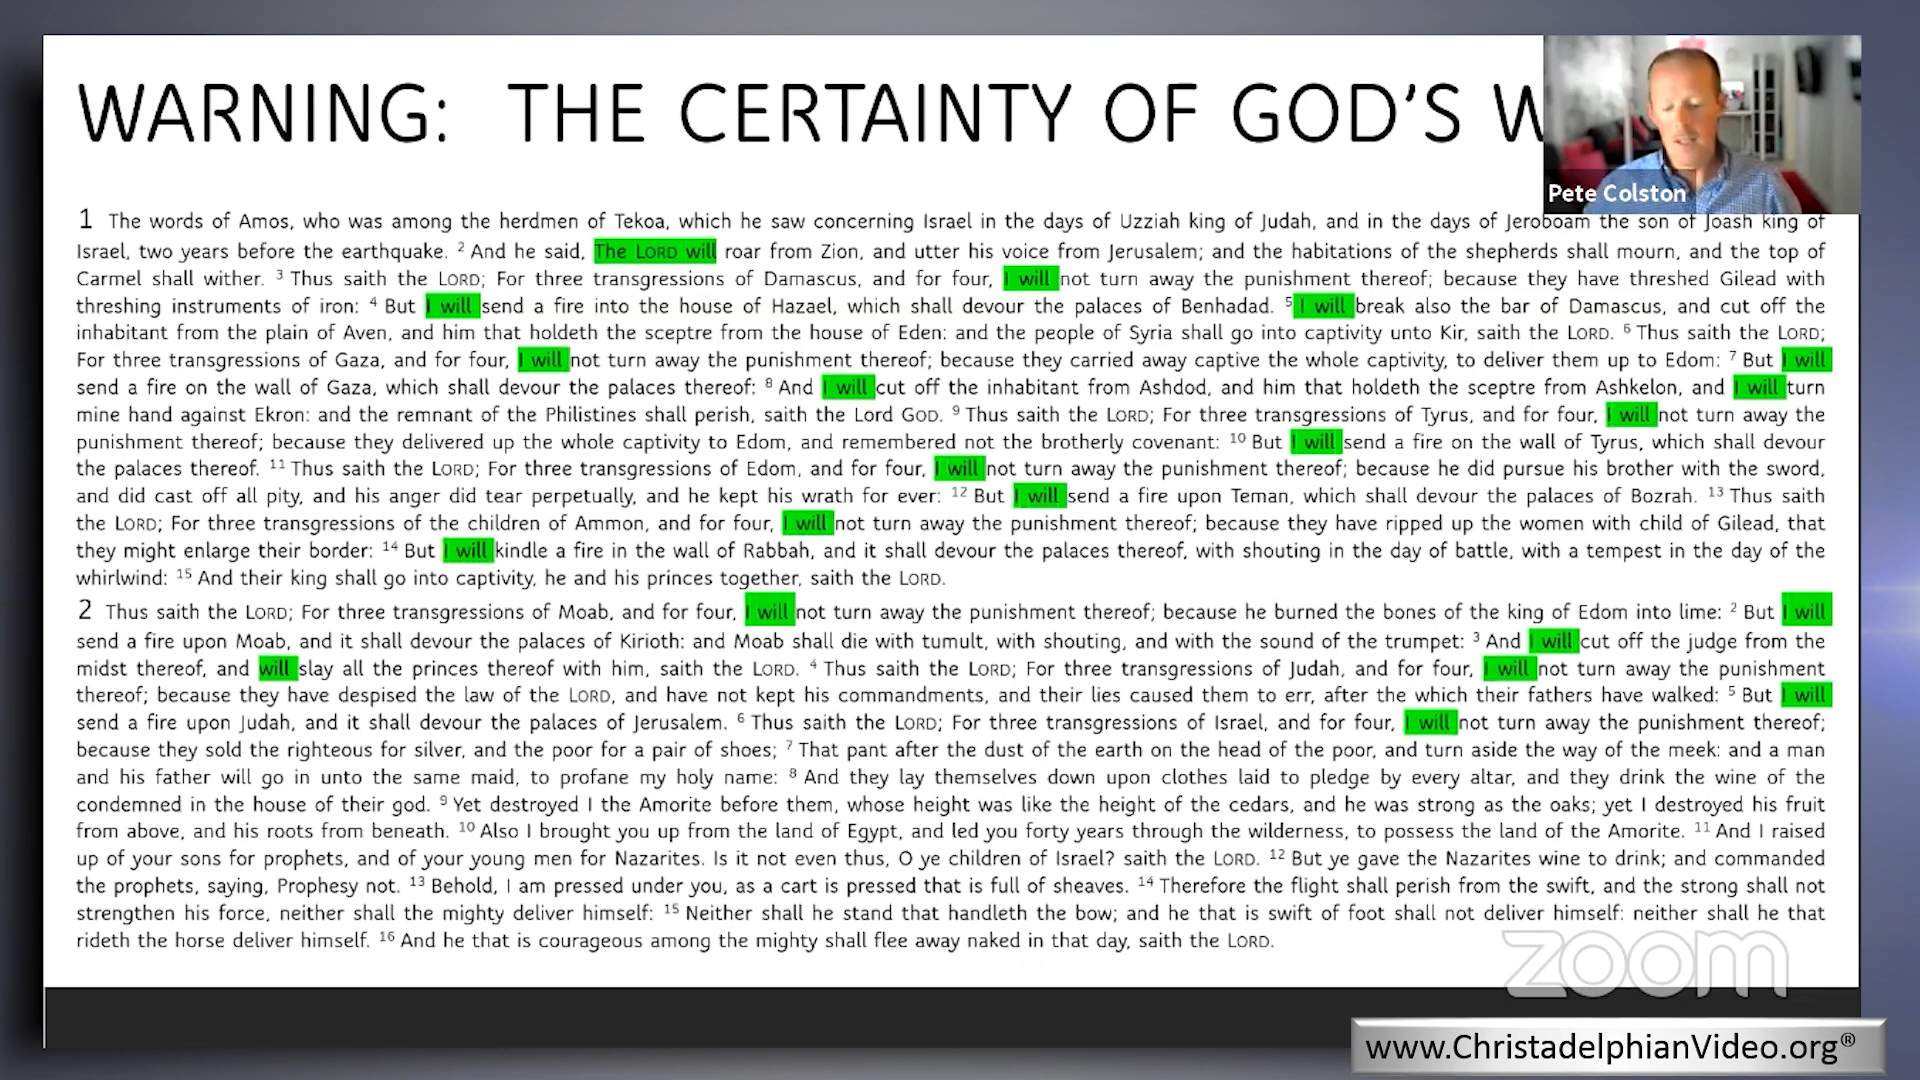 WARNING: THE CERTAINTY OF GOD'S
Pete Colston
1 The words of Amos, who was among the herdmen of Tekoa, which he saw concerning Israel in the days of Uzziah king of Judah, and in the days of Jeroboam the son of Joash king of
Israel, two years before the earthquake. 2 And he said, The LORD will roar from Zion, and utter his voice from Jerusalem; and the habitations of the shepherds shall mourn, and the top of
Carmel shall wither. 3 Thus saith the LORD; For three transgressions of Damascus, and for four, I will not turn away the punishment thereof; because they have threshed Gilead with
threshing instruments of iron: 4 But I will send a fire into the house of Hazael, which shall devour the palaces of Benhadad. 5 I will break also the bar of Damascus, and cut off the
inhabitant from the plain of Aven, and him that holdeth the sceptre from the house of Eden: and the people of Syria shall go into captivity unto Kir, saith the LORD. 6 Thus saith the LORD;
For three transgressions of Gaza, and for four, I will not turn away the punishment thereof; because they carried away captive the whole captivity, to deliver them up to Edom: 7 But I will
send a fire on the wall of Gaza, which shall devour the palaces thereof: 8 And I will cut off the inhabitant from Ashdod, and him that holdeth the sceptre from Ashkelon, and I will turn
mine hand against Ekron: and the remnant of the Philistines shall perish, saith the Lord GOD. 9 Thus saith the LORD; For three transgressions of Tyrus, and for four, I will not turn away the
punishment thereof; because they delivered up the whole captivity to Edom, and remembered not the brotherly covenant: 10 But I will send a fire on the wall of Tyrus, which shall devour
the palaces thereof. 11 Thus saith the LORD; For three transgressions of Edom, and for four, I will not turn away the punishment thereof; because he did pursue his brother with the sword,
and did cast off all pity, and his anger did tear perpetually, and he kept his wrath for ever: 12 But I will send a fire upon Teman, which shall devour the palaces of Bozrah. 13 Thus saith
the LORD; For three transgressions of the children of Ammon, and for four, I will not turn away the punishment thereof; because they have ripped up the women with child of Gilead, that
they might enlarge their border: 14 But I will kindle a fire in the wall of Rabbah, and it shall devour the palaces thereof, with shouting in the day of battle, with a tempest in the day of the
whirlwind: 15 And their king shall go into captivity, he and his princes together, saith the LORD.
2 Thus saith the LORD; For three transgressions of Moab, and for four, I will not turn away the punishment thereof; because he burned the bones of the king of Edom into lime: 2 But I will
send a fire upon Moab, and it shall devour the palaces of Kirioth: and Moab shall die with tumult, with shouting, and with the sound of the trumpet: 3 And I will cut off the judge from the
midst thereof, and will slay all the princes thereof with him, saith the LORD. 4 Thus saith the LORD; For three transgressions of Judah, and for four, I will not turn away the punishment
thereof; because they have despised the law of the LORD, and have not kept his commandments, and their lies caused them to err, after the which their fathers have walked: 5 But I will
send a fire upon Judah, and it shall devour the palaces of Jerusalem. 6 Thus saith the LORD; For three transgressions of Israel, and for four, I will not turn away the punishment thereof;
because they sold the righteous for silver, and the poor for a pair of shoes; 7 That pant after the dust of the earth on the head of the poor, and turn aside the way of the meek: and a man
and his father will go in unto the same maid, to profane my holy name: 8 And they lay themselves down upon clothes laid to pledge by every altar, and they drink the wine of the
condemned in the house of their god. 9 Yet destroyed I the Amorite before them, whose height was like the height of the cedars, and he was strong as the oaks; yet I destroyed his fruit
from above, and his roots from beneath. 10 Also I brought you up from the land of Egypt, and led you forty years through the wilderness, to possess the land of the Amorite. 11 And I raised
up of your sons for prophets, and of your young men for Nazarites. Is it not even thus, O ye children of Israel? saith the LORD. 12 But ye gave the Nazarites wine to drink; and commanded
the prophets, saying, Prophesy not. 13 Behold, I am pressed under you, as a cart is pressed that is full of sheaves. 14 Therefore the flight shall perish from the swift, and the strong shall not
strengthen his force, neither shall the mighty deliver himself: 15 Neither shall he stand that handleth the bow; and he that is swift of foot shall not deliver himself: neither shall he that
rideth the horse deliver himself. 16 And he that is courageous among the mighty shall flee away naked in that day, saith the LORD.
zoom
www.ChristadelphianVideo.org®